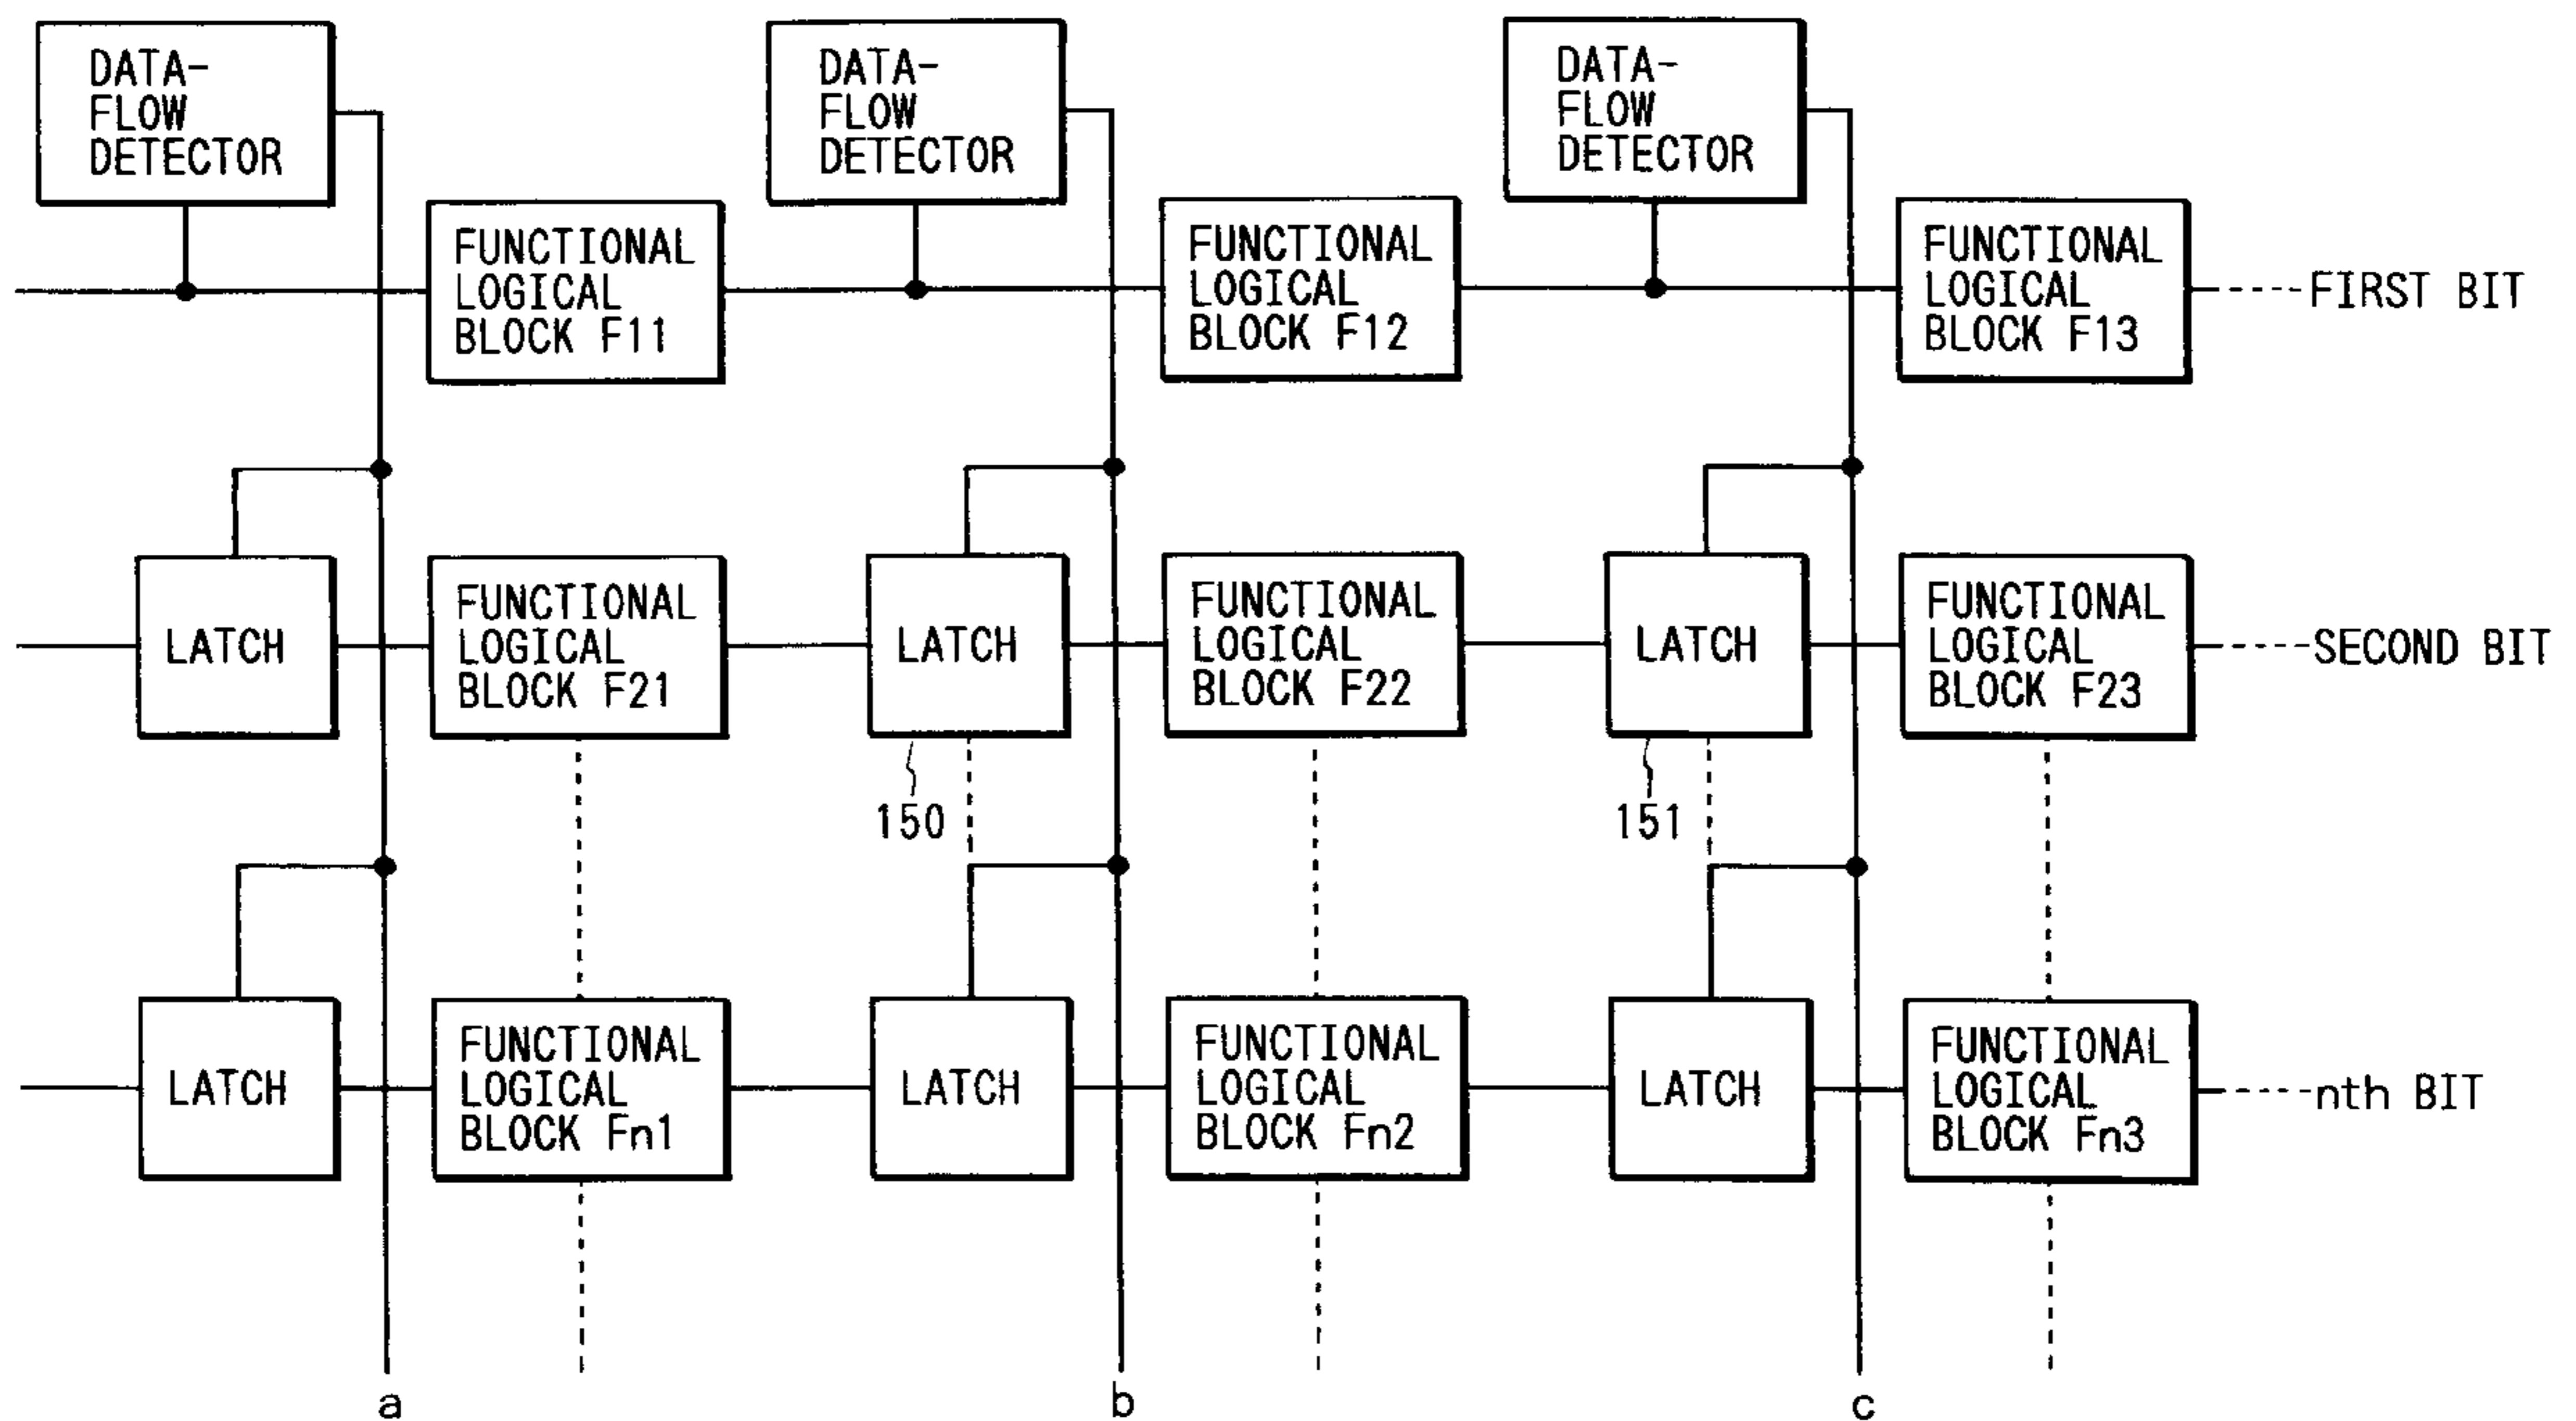 DATA-
FLOW
DETECTOR
DATA-
FLOW
DETECTOR
DATA-
FLOW
DETECTOR
FUNCTIONAL
LOGICAL
BLOCK F11
FUNCTIONAL
LOGICAL
BLOCK F12
FUNCTIONAL
LOGICAL
BLOCK F13
FIRST BIT
LATCH
FUNCTIONAL
LOGICAL
BLOCK F21
LATCH
FUNCTIONAL
LOGICAL
BLOCK F22
LATCH
FUNCTIONAL
LOGICAL
BLOCK F23
SECOND BIT
150
151
LATCH
FUNCTIONAL
LOGICAL
BLOCK Fn1
LATCH
FUNCTIONAL
LOGICAL
BLOCK Fn2
LATCH
FUNCTIONAL
LOGICAL
BLOCK Fn3
nth BIT
a
b
c